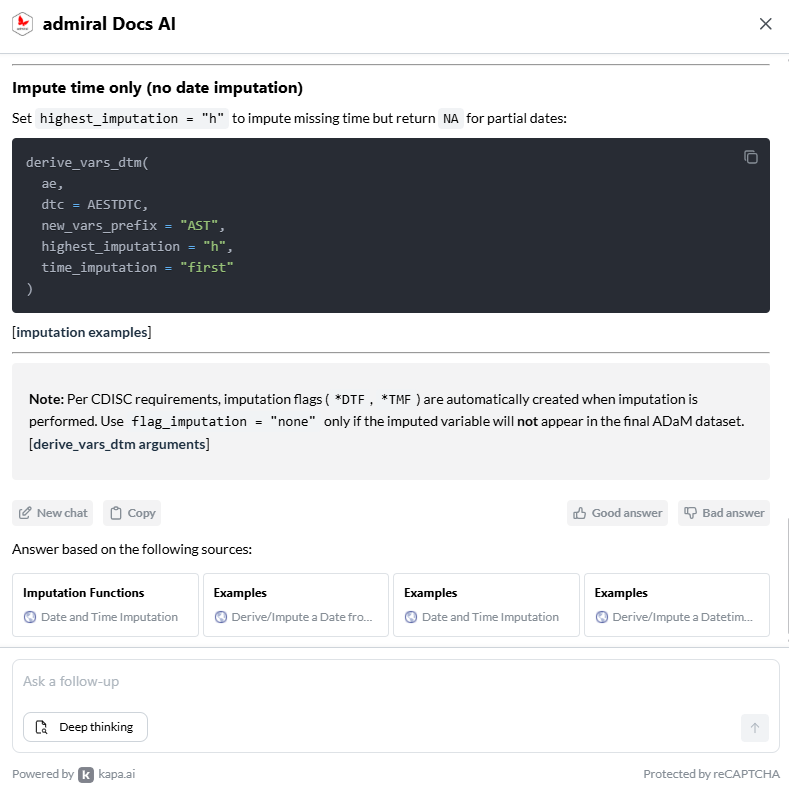 admiral Docs AI
Impute time only (no date imputation)
Set highest_imputation = "h" to impute missing time but return NA for partial dates:
derive_vars_dtm(
  ae,
  dtc = AESTDTC,
  new_vars_prefix = "AST",
  highest_imputation = "h",
  time_imputation = "first"
)
[imputation examples]
Note: Per CDISC requirements, imputation flags ( *DTF , *TMF ) are automatically created when imputation is
performed. Use flag_imputation = "none" only if the imputed variable will not appear in the final ADaM dataset.
[derive_vars_dtm arguments]
New chat Copy Good answer Bad answer
Answer based on the following sources:
Imputation Functions Examples Examples Examples
Date and Time Imputation Derive/Impute a Date fro... Date and Time Imputation Derive/Impute a Datetim...
Ask a follow-up
Deep thinking
Powered by k kapa.ai Protected by reCAPTCHA